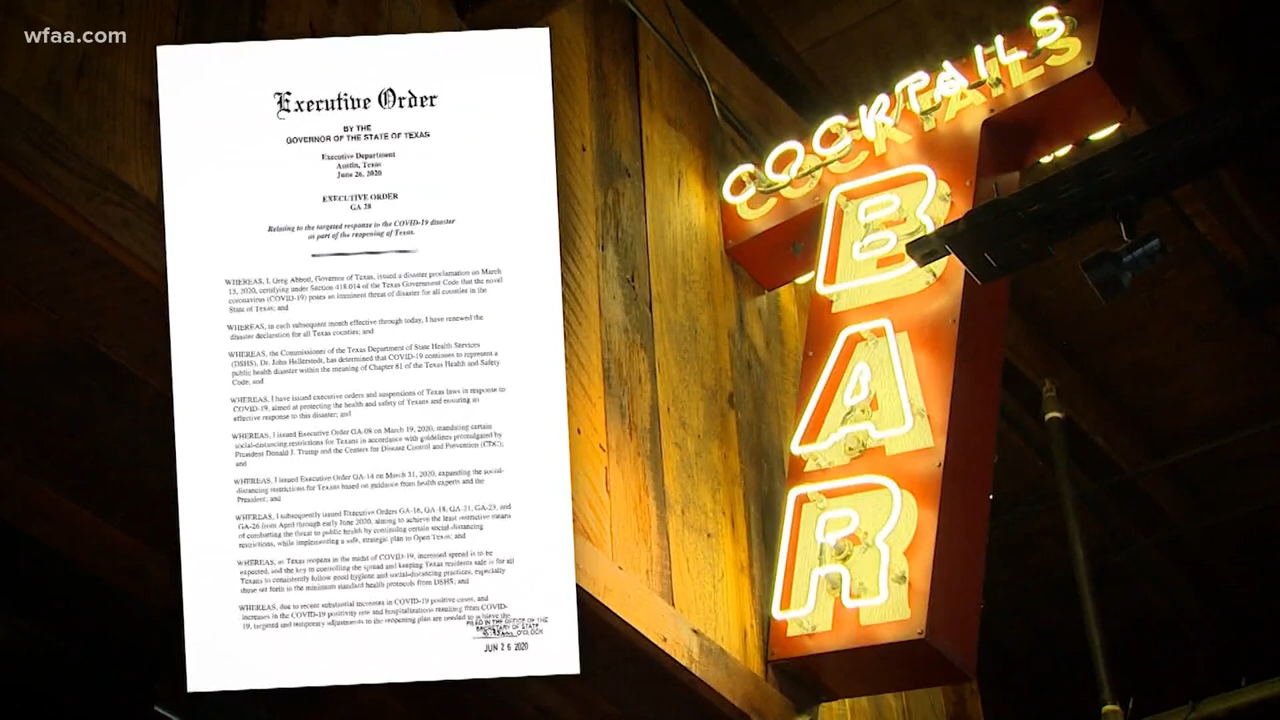 wfaa.com
Executive Order
BY THE
GOVERNOR OF THE STATE OF TEXAS
Executive Department
Austin, Texas
June 26, 2020
EXECUTIVE ORDER
GA 28
Relating to the targeted response to the COVID-19 disaster
as part of the reopening of Texas.
WHEREAS, I, Greg Abbott, Governor of Texas, issued a disaster proclamation on March
13, 2020, certifying under Section 418.014 of the Texas Government Code that the novel
coronavirus (COVID-19) poses an imminent threat of disaster for all counties in the
State of Texas; and
WHEREAS, in each subsequent month effective through today, I have renewed the
disaster declaration for all Texas counties; and
WHEREAS, the Commissioner of the Texas Department of State Health Services
(DSHS), Dr. John Hellerstedt, has determined that COVID-19 continues to represent a
public health disaster within the meaning of Chapter 81 of the Texas Health and Safety
Code; and
WHEREAS, I have issued executive orders and suspensions of Texas laws in response to
COVID-19, aimed at protecting the health and safety of Texans and ensuring an
effective response to this disaster; and
WHEREAS, I issued Executive Order GA-08 on March 19, 2020, mandating certain
social-distancing restrictions for Texans in accordance with guidelines promulgated by
President Donald J. Trump and the Centers for Disease Control and Prevention (CDC);
and
WHEREAS, I issued Executive Order GA-14 on March 31, 2020, expanding the social-
distancing restrictions for Texans based on guidance from health experts and the
President; and
WHEREAS, I subsequently issued Executive Orders GA-16, GA-18, GA-21, GA-23, and
GA-26 from April through early June 2020, aiming to achieve the least restrictive means
of combatting the threat to public health by continuing certain social-distancing
restrictions, while implementing a safe, strategic plan to Open Texas; and
WHEREAS, as Texas reopens in the midst of COVID-19, increased spread is to be
expected, and the key to controlling the spread and keeping Texas residents safe is for all
Texans to consistently follow good hygiene and social-distancing practices, especially
those set forth in the minimum standard health protocols from DSHS; and
WHEREAS, due to recent substantial increases in COVID-19 positive cases, and
increases in the COVID-19 positivity rate and hospitalizations resulting from COVID-
19, targeted and temporary adjustments to the reopening plan are needed to achieve the
FILED IN THE OFFICE OF THE
SECRETARY OF STATE
O'CLOCK
JUN 26 2020
COCKTAILS
BAR